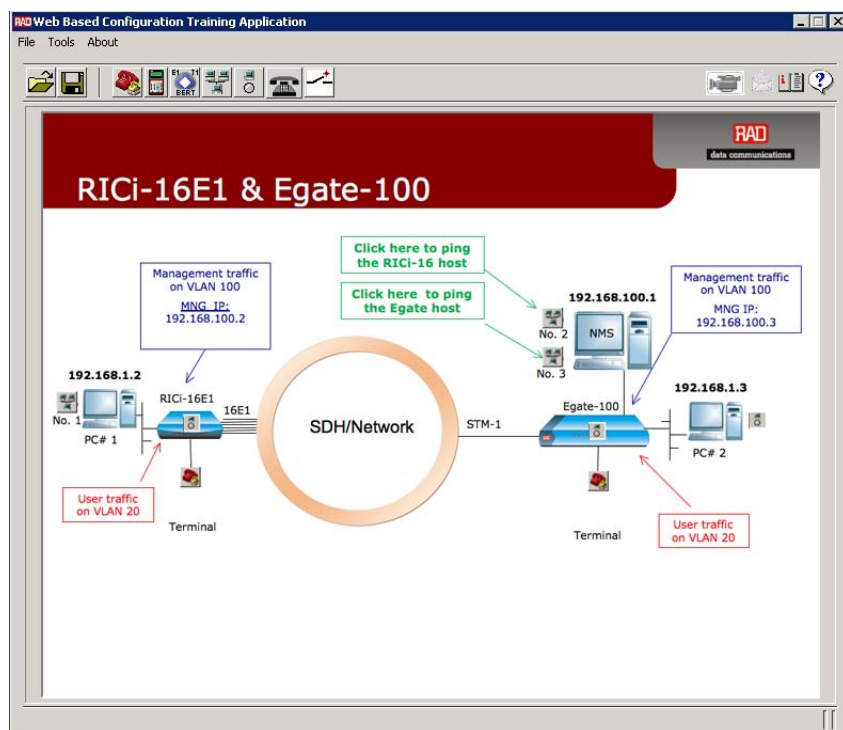 RAD Web Based Configuration Training Application
File Tools About
E1 T1
BERT
RAD
data communications
RICi-16E1 & Egate-100
Click here to ping
the RICi-16 host
Click here to ping
the Egate host
Management traffic
on VLAN 100
MNG IP:
192.168.100.2
Management traffic
on VLAN 100
MNG IP:
192.168.100.3
192.168.100.1
No. 2
NMS
No. 3
192.168.1.2
No. 1
PC# 1
RICi-16E1
16E1
SDH/Network
STM-1
Egate-100
192.168.1.3
PC# 2
User traffic
on VLAN 20
Terminal
Terminal
User traffic
on VLAN 20